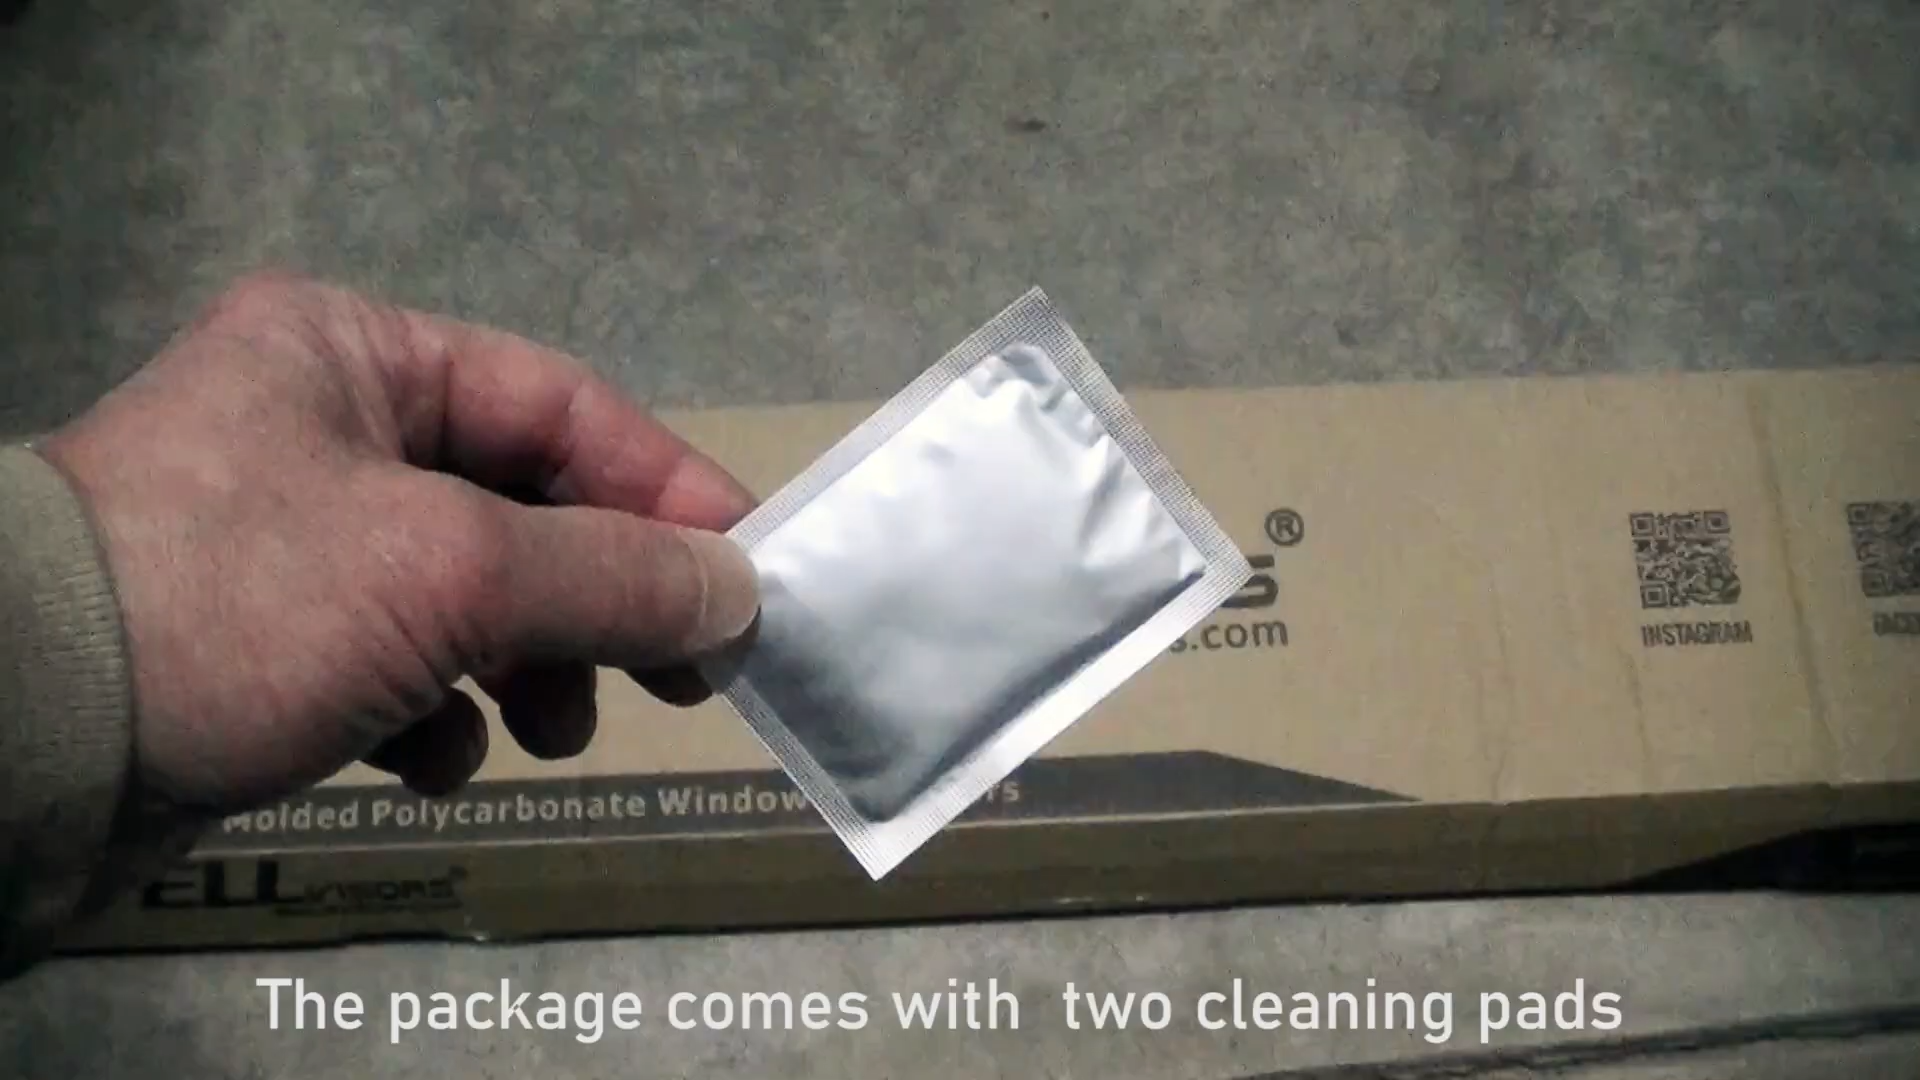 S®
s.com
INSTAGRAM
Molded Polycarbonate Window
The package comes with two cleaning pads